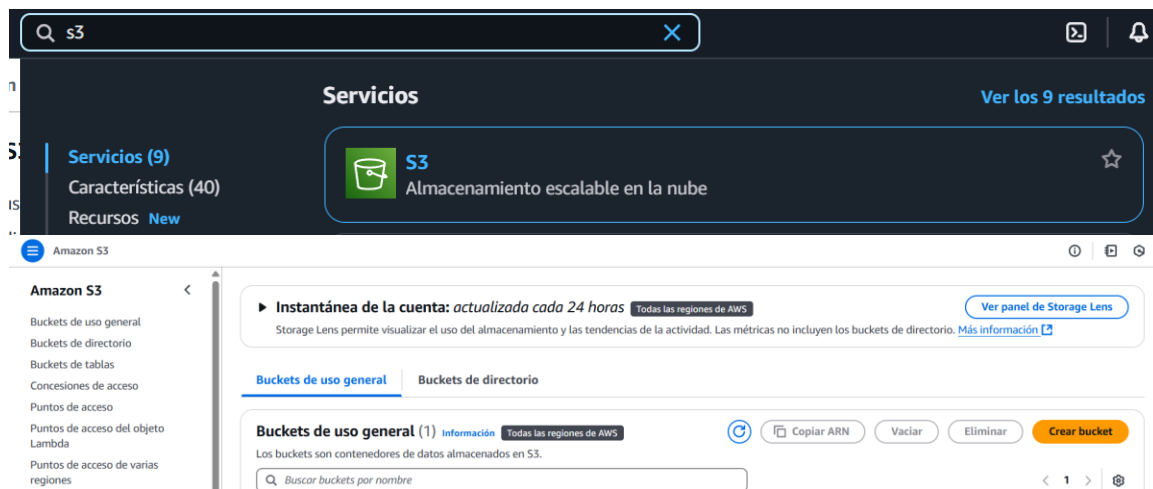 s3
Servicios
Ver los 9 resultados
Servicios (9)
Características (40)
Recursos New
S3
Almacenamiento escalable en la nube
Amazon S3
Amazon S3
Buckets de uso general
Buckets de directorio
Buckets de tablas
Concesiones de acceso
Puntos de acceso
Puntos de acceso del objeto
Lambda
Puntos de acceso de varias
regiones
Instantánea de la cuenta: actualizada cada 24 horas Todas las regiones de AWS
Ver panel de Storage Lens
Storage Lens permite visualizar el uso del almacenamiento y las tendencias de la actividad. Las métricas no incluyen los buckets de directorio. Más información
Buckets de uso general Buckets de directorio
Buckets de uso general (1) Información Todas las regiones de AWS
Copiar ARN Vaciar Eliminar Crear bucket
Los buckets son contenedores de datos almacenados en S3.
Buscar buckets por nombre
1